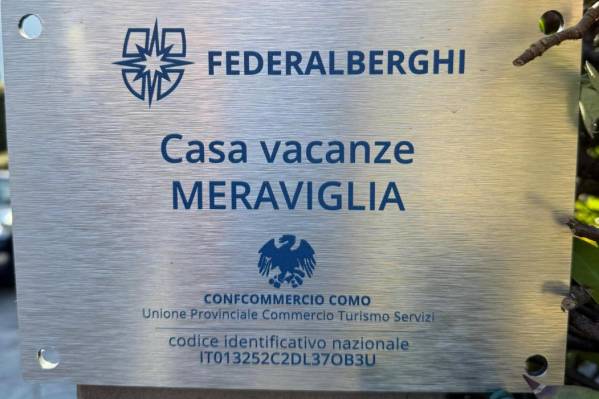 FEDERALBERGHI
Casa vacanze
MERAVIGLIA
CONFCOMMERCIO COMO
Unione Provinciale Commercio Turismo Servizi
codice identificativo nazionale
IT013252C2DL37OB3U